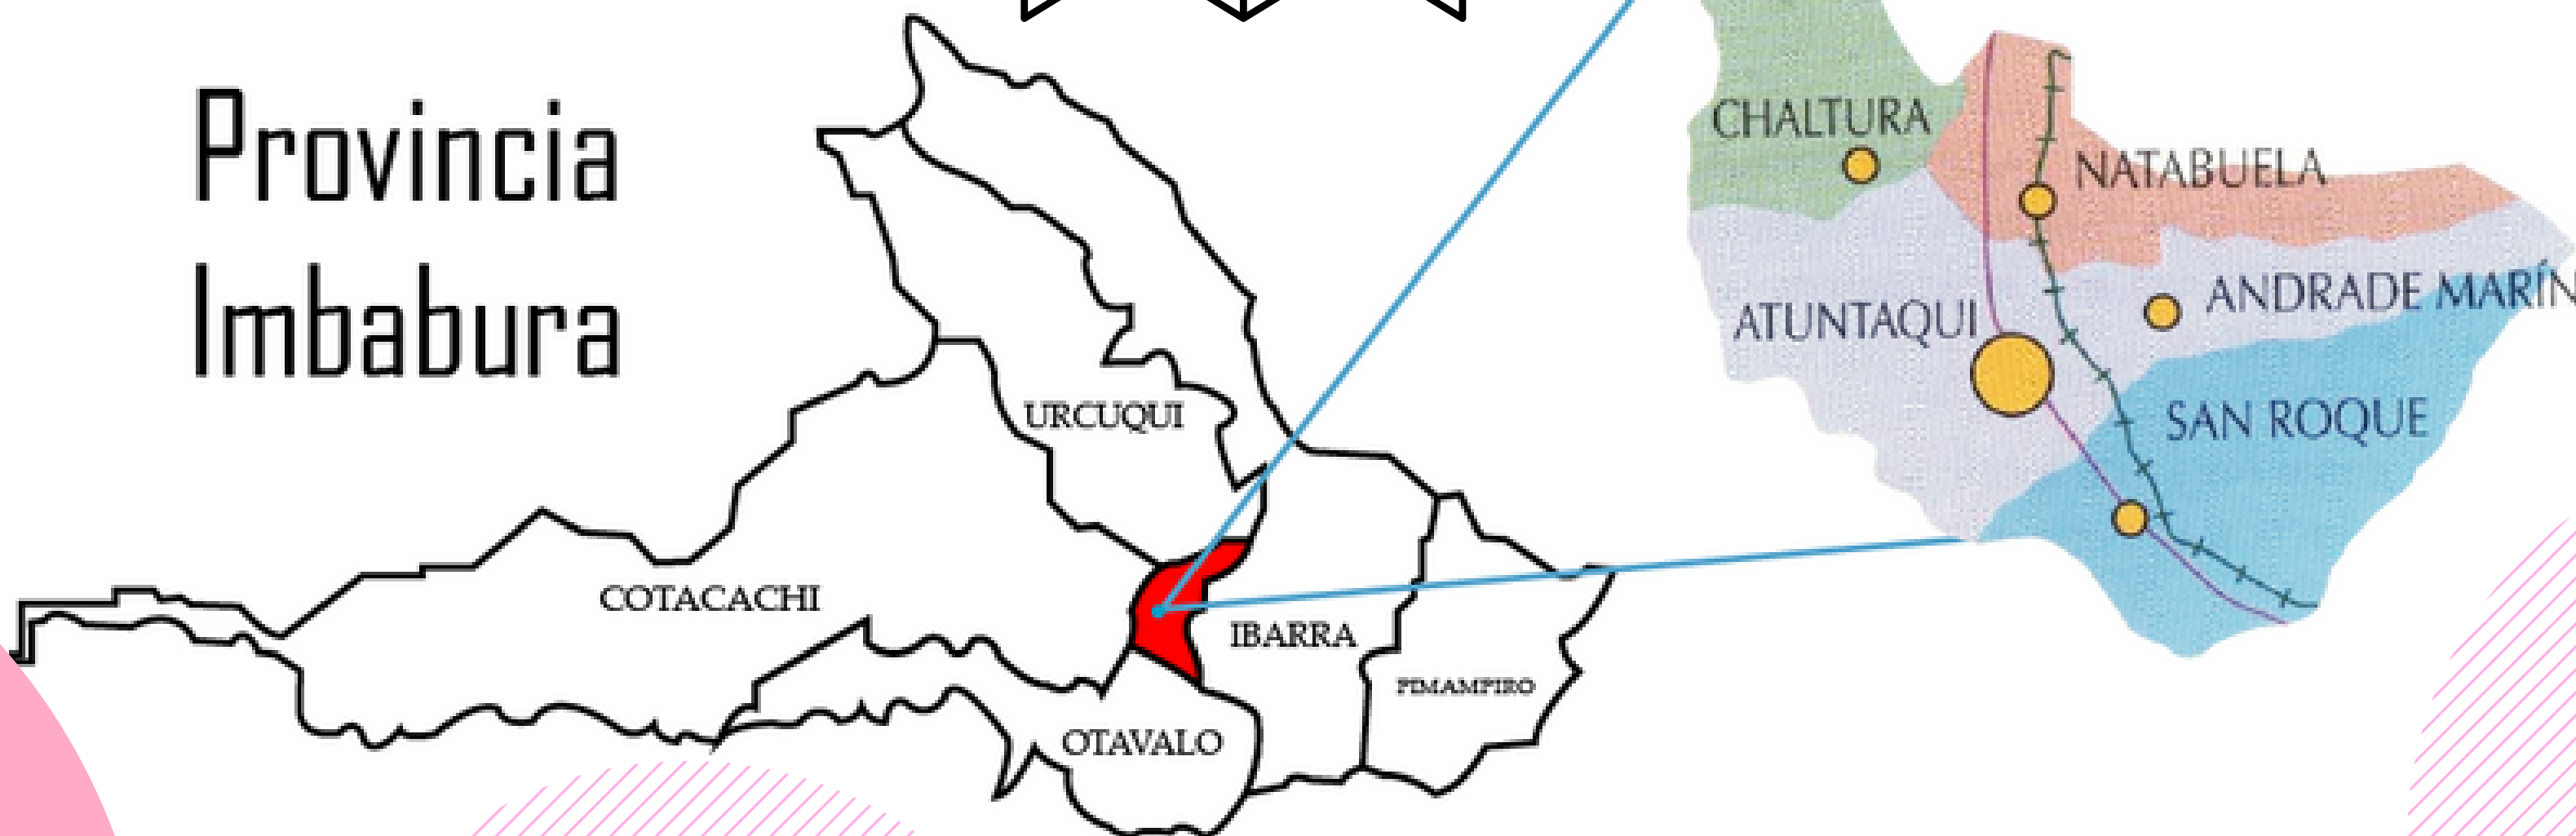 Provincia
Imbabura
URCUQUI
COTACACHI
IBARRA
PIMAMPIRO
OTAVALO
CHALTURA
NATABUELA
ANDRADE MARÍN
ATUNTAQUI
SAN ROQUE